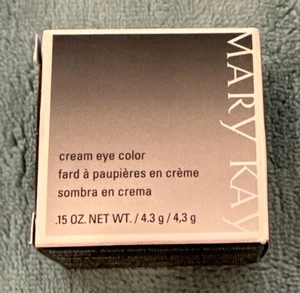 MARY KAY
cream eye color
fard à paupières en crème
sombra en crema
.15 OZ. NET WT. / 4.3 g / 4,3 g